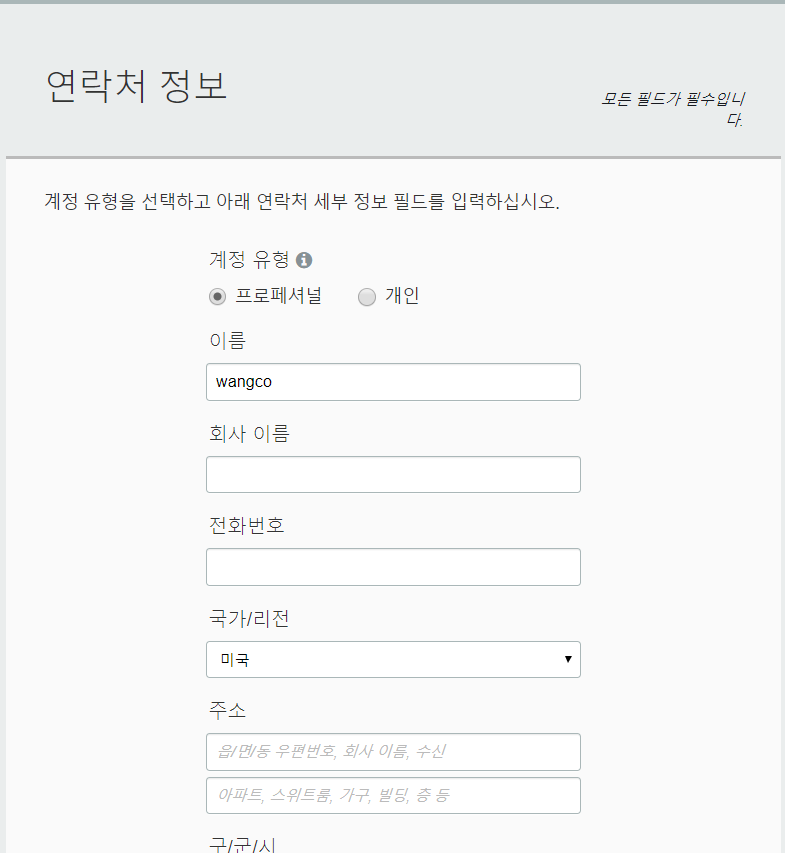 연락처 정보
모든 필드가 필수입니
다.
계정 유형을 선택하고 아래 연락처 세부 정보 필드를 입력하십시오.
계정 유형
프로페셔널 개인
이름
wangco
회사 이름
전화번호
국가/리전
미국
주소
읍/면/동 우편번호, 회사 이름, 수신
아파트, 스위트룸, 가구, 빌딩, 층 등
구/군/시